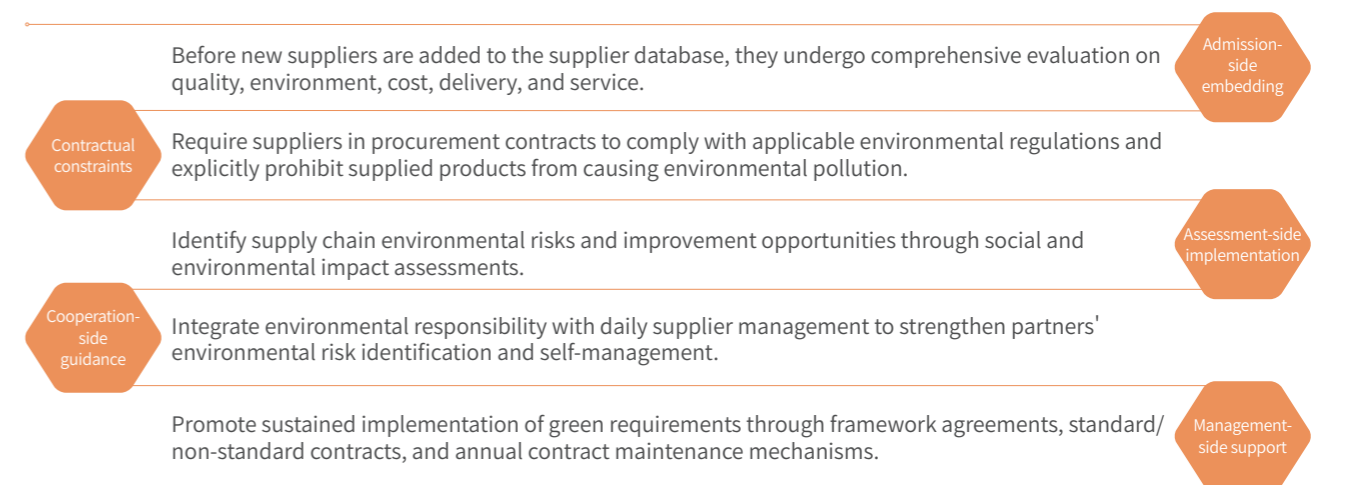 Before new suppliers are added to the supplier database, they undergo comprehensive evaluation on
quality, environment, cost, delivery, and service.
Admission-
side
embedding
Contractual
constraints
Require suppliers in procurement contracts to comply with applicable environmental regulations and
explicitly prohibit supplied products from causing environmental pollution.
Identify supply chain environmental risks and improvement opportunities through social and
environmental impact assessments.
Assessment-side
implementation
Cooperation-
side
guidance
Integrate environmental responsibility with daily supplier management to strengthen partners'
environmental risk identification and self-management.
Promote sustained implementation of green requirements through framework agreements, standard/
non-standard contracts, and annual contract maintenance mechanisms.
Management-
side support